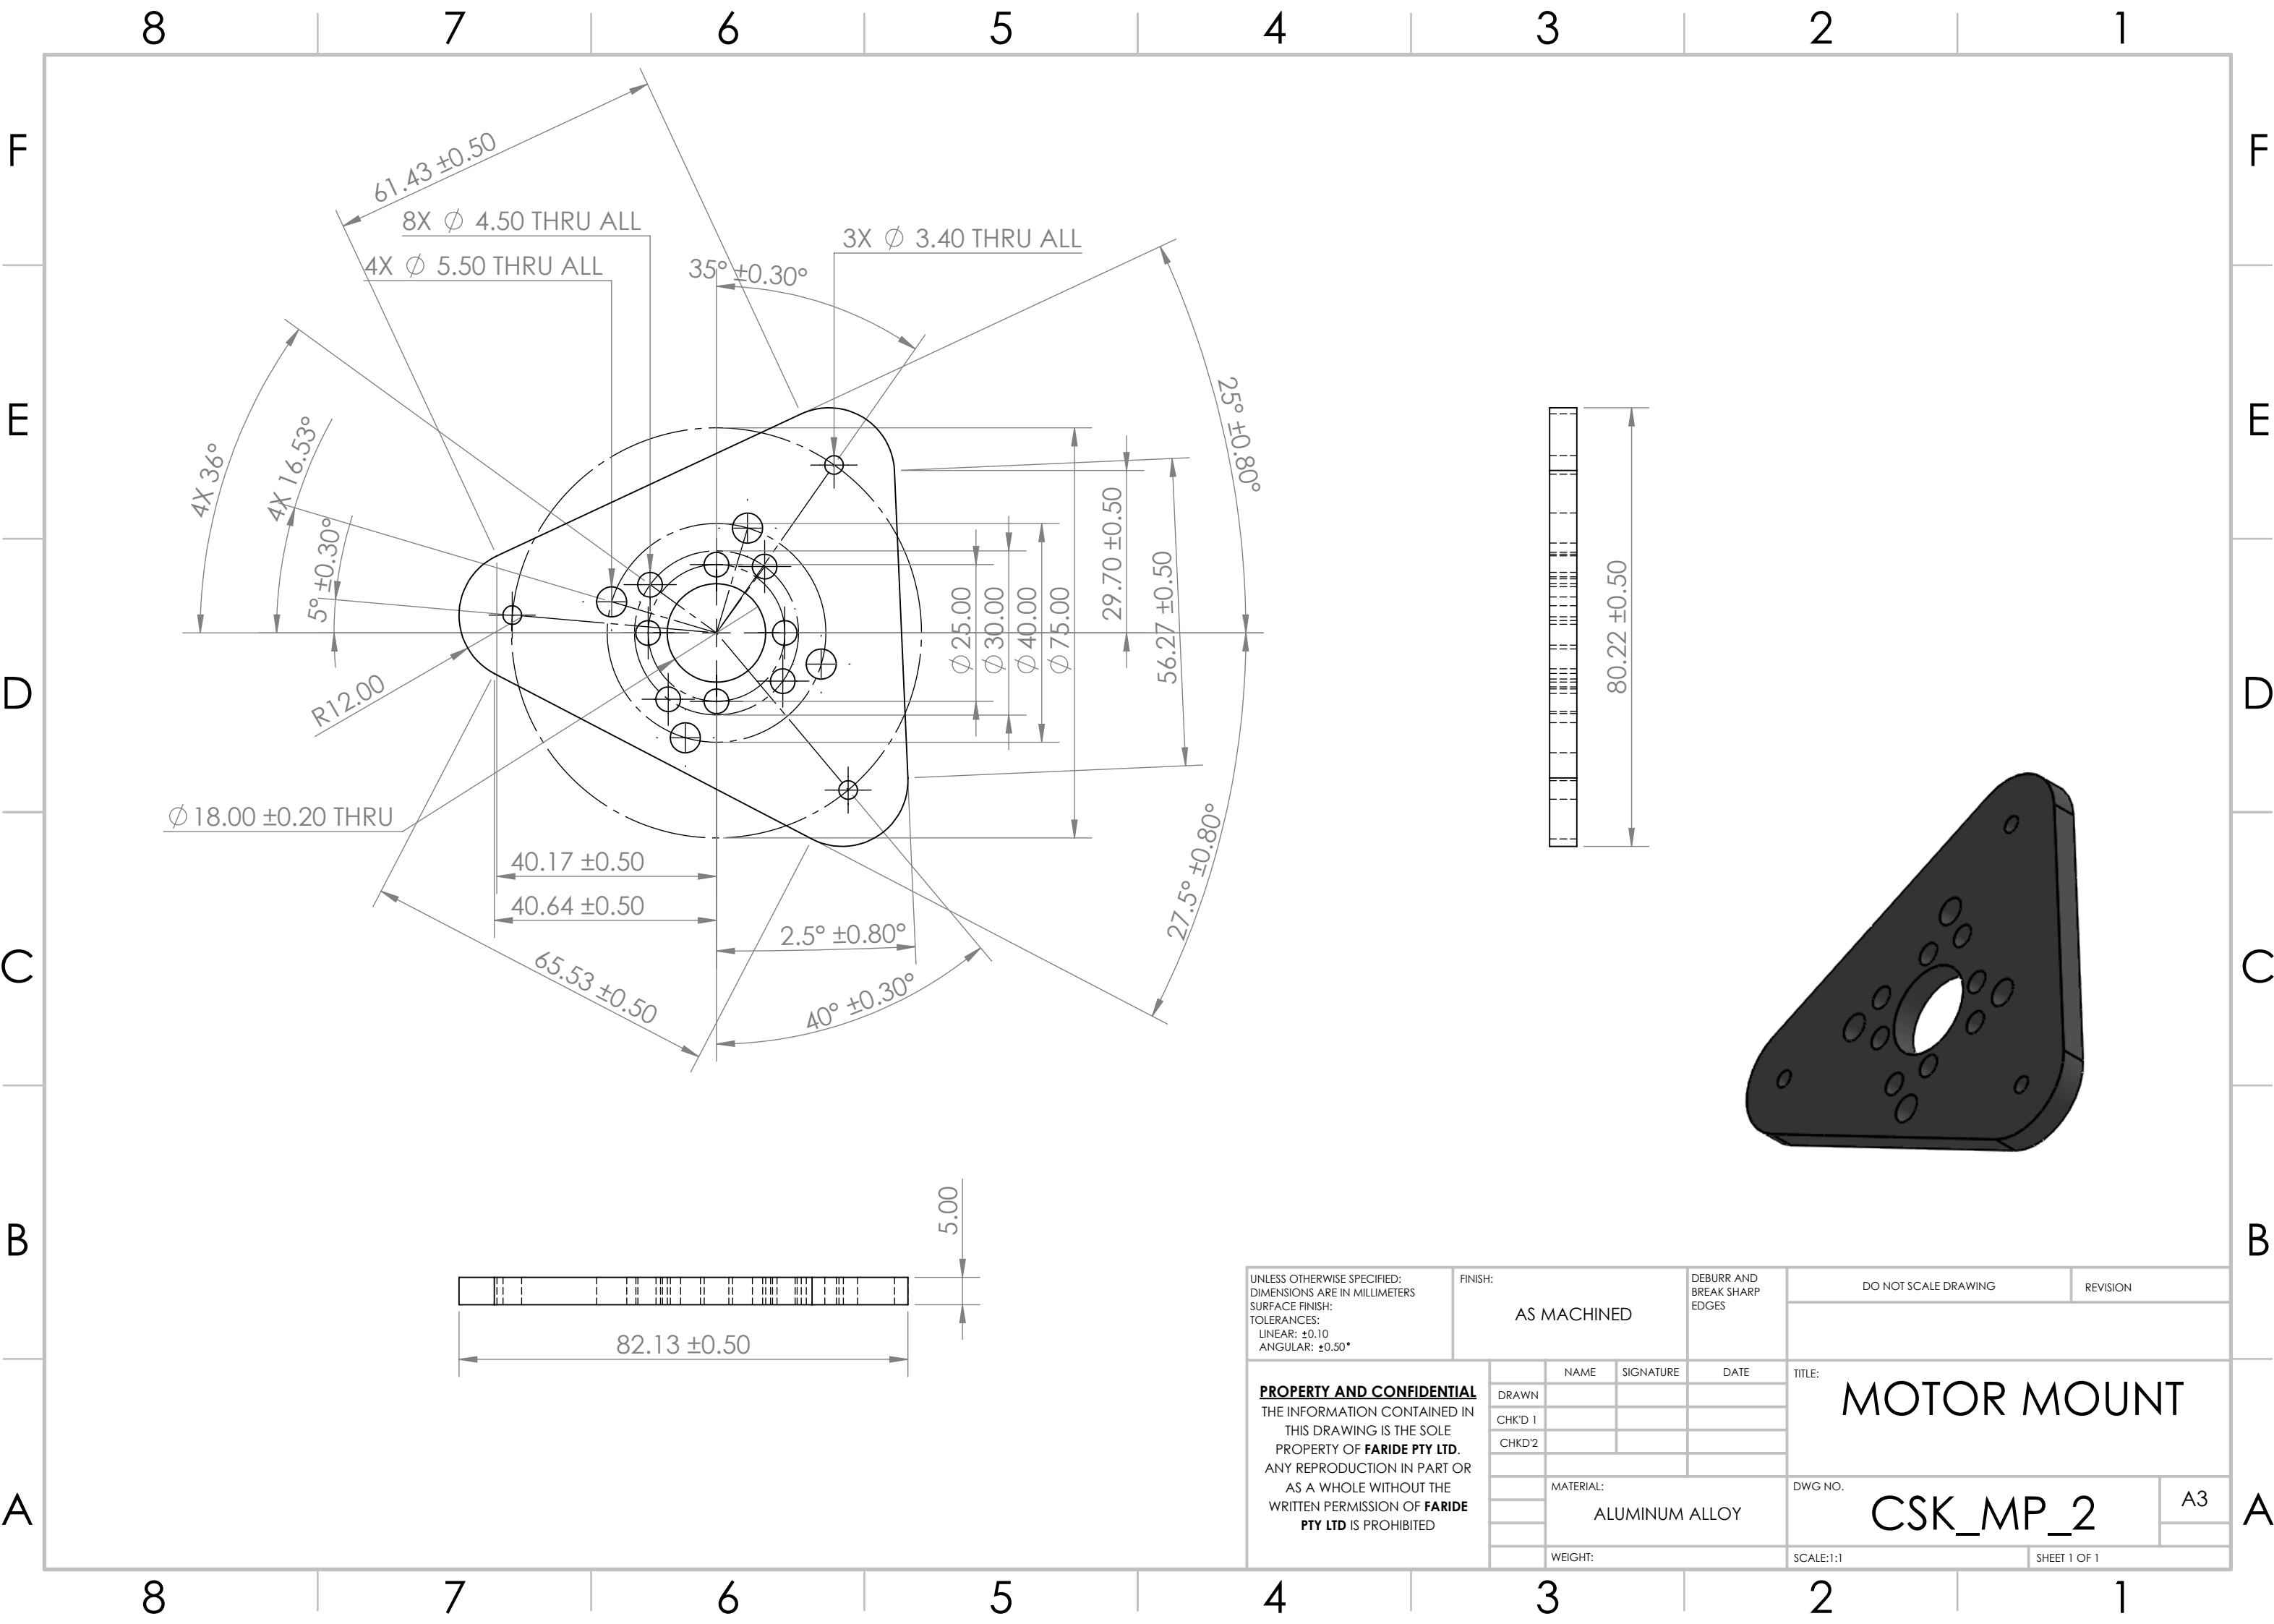 8 7 6 5 4 3 2 1
F F
E E
D D
C C
B B
A A
61.43 ±0.50
8X ∅ 4.50 THRU ALL
4X ∅ 5.50 THRU ALL
35° ±0.30°
3X ∅ 3.40 THRU ALL
25° ±0.80°
4X 36°
4X 16.53°
5° ±0.30°
R12.00
∅25.00
∅30.00
∅40.00
∅75.00
29.70 ±0.50
56.27 ±0.50
80.22 ±0.50
∅18.00 ±0.20 THRU
40.17 ±0.50
40.64 ±0.50
65.53 ±0.50
2.5° ±0.80°
40° ±0.30°
27.5° ±0.80°
5.00
82.13 ±0.50
UNLESS OTHERWISE SPECIFIED:
DIMENSIONS ARE IN MILLIMETERS
SURFACE FINISH:
TOLERANCES:
LINEAR: ±0.10
ANGULAR: ±0.50°
FINISH:
AS MACHINED
DEBURR AND
BREAK SHARP
EDGES
DO NOT SCALE DRAWING
REVISION
PROPERTY AND CONFIDENTIAL
THE INFORMATION CONTAINED IN
THIS DRAWING IS THE SOLE
PROPERTY OF FARIDE PTY LTD.
ANY REPRODUCTION IN PART OR
AS A WHOLE WITHOUT THE
WRITTEN PERMISSION OF FARIDE
PTY LTD IS PROHIBITED
NAME SIGNATURE DATE
DRAWN
CHK'D 1
CHKD'2
TITLE:
MOTOR MOUNT
MATERIAL:
ALUMINUM ALLOY
DWG NO.
CSK_MP_2
A3
WEIGHT:
SCALE:1:1
SHEET 1 OF 1
8 7 6 5 4 3 2 1